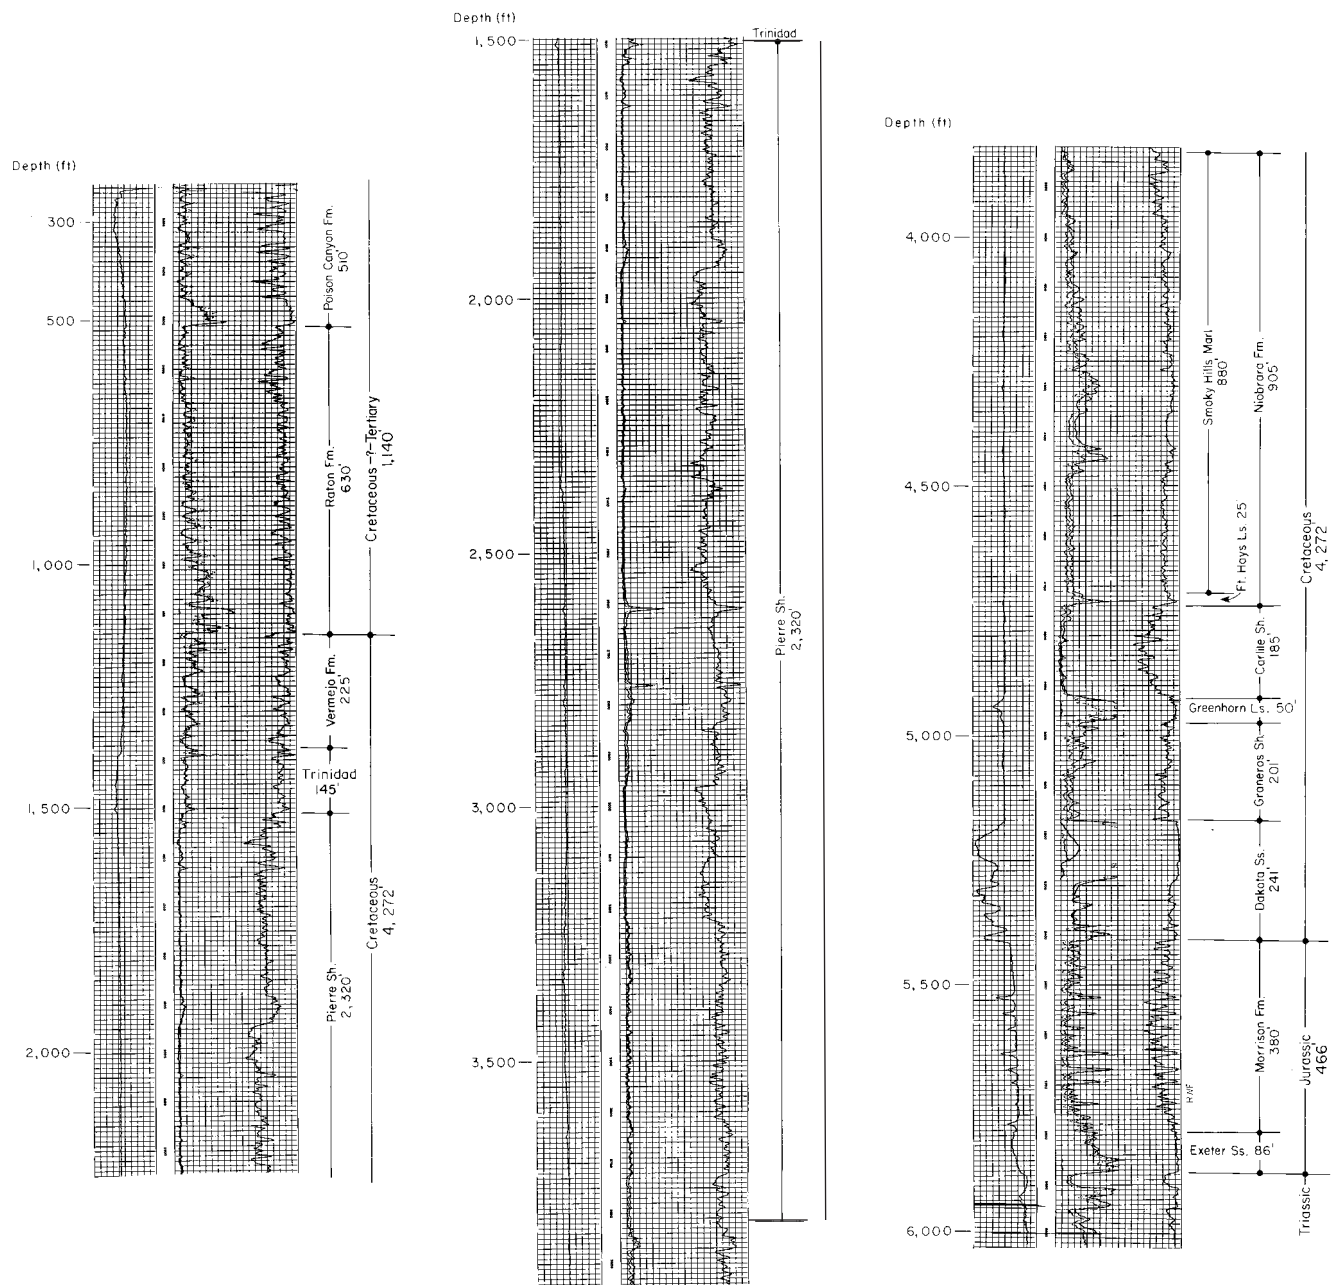 Depth (ft)
300
500
1,000
1,500
2,000
Poison Canyon Fm.
510'
Raton Fm.
630'
Cretaceous-?-Tertiary
1,140'
Vermejo Fm.
225'
Trinidad
145'
Pierre Sh.
2,320'
Cretaceous
4,272'
Depth (ft)
1,500
2,000
2,500
3,000
3,500
Trinidad
Pierre Sh.
2,320'
Depth (ft)
4,000
4,500
5,000
5,500
6,000
Smoky Hills Marl
880'
Niobrara Fm.
905'
Ft. Hays Ls. 25'
Carlile Sh.
185'
Greenhorn Ls. 50'
Graneros Sh.
201'
Dakota Ss.
241'
Cretaceous
4,272'
Morrison Fm.
380'
Jurassic
466'
Exeter Ss. 86'
Triassic